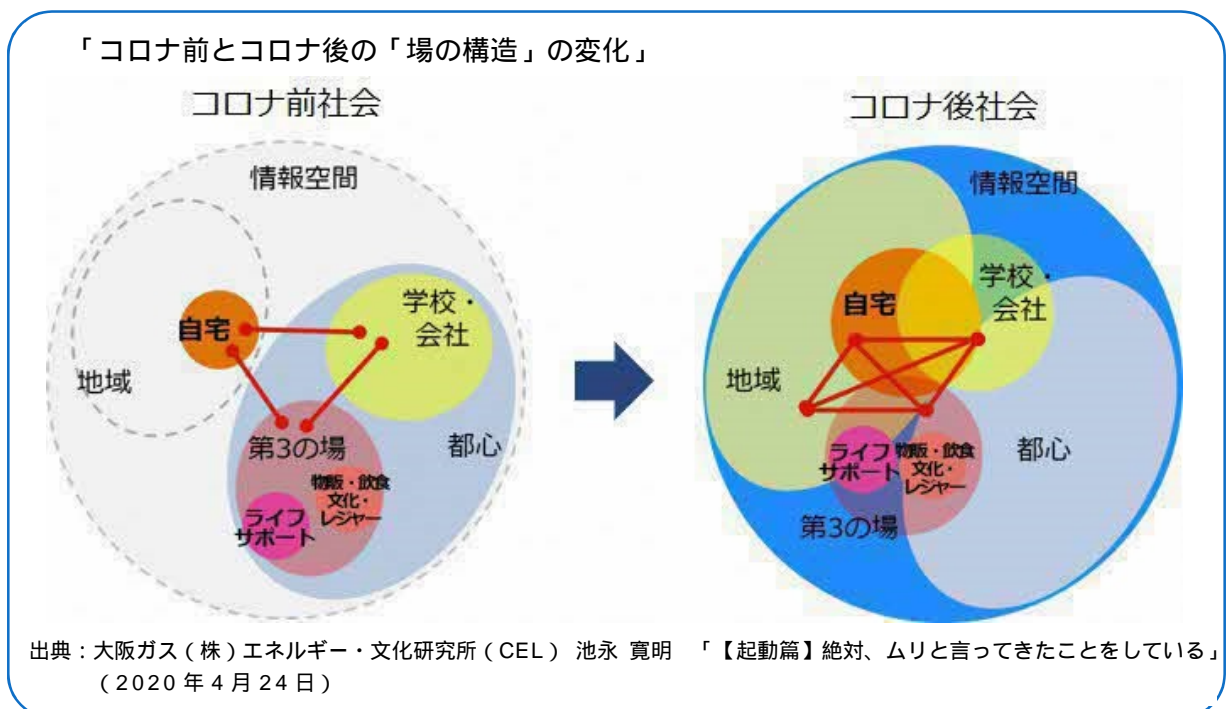 「コロナ前とコロナ後の「場の構造」の変化」
コロナ前社会
情報空間
学校・
会社
自宅
地域
第3の場
都心
物販・飲食
文化・
レジャー
ライフ
サポート
コロナ後社会
情報空間
学校・
会社
自宅
地域
ライフ
サポート
物販・飲食
文化・
レジャー
都心
第3の場
出典：大阪ガス（株）エネルギー・文化研究所（CEL） 池永 寛明 「【起動篇】絶対、ムリと言ってきたことをしている」
（2020年4月24日）